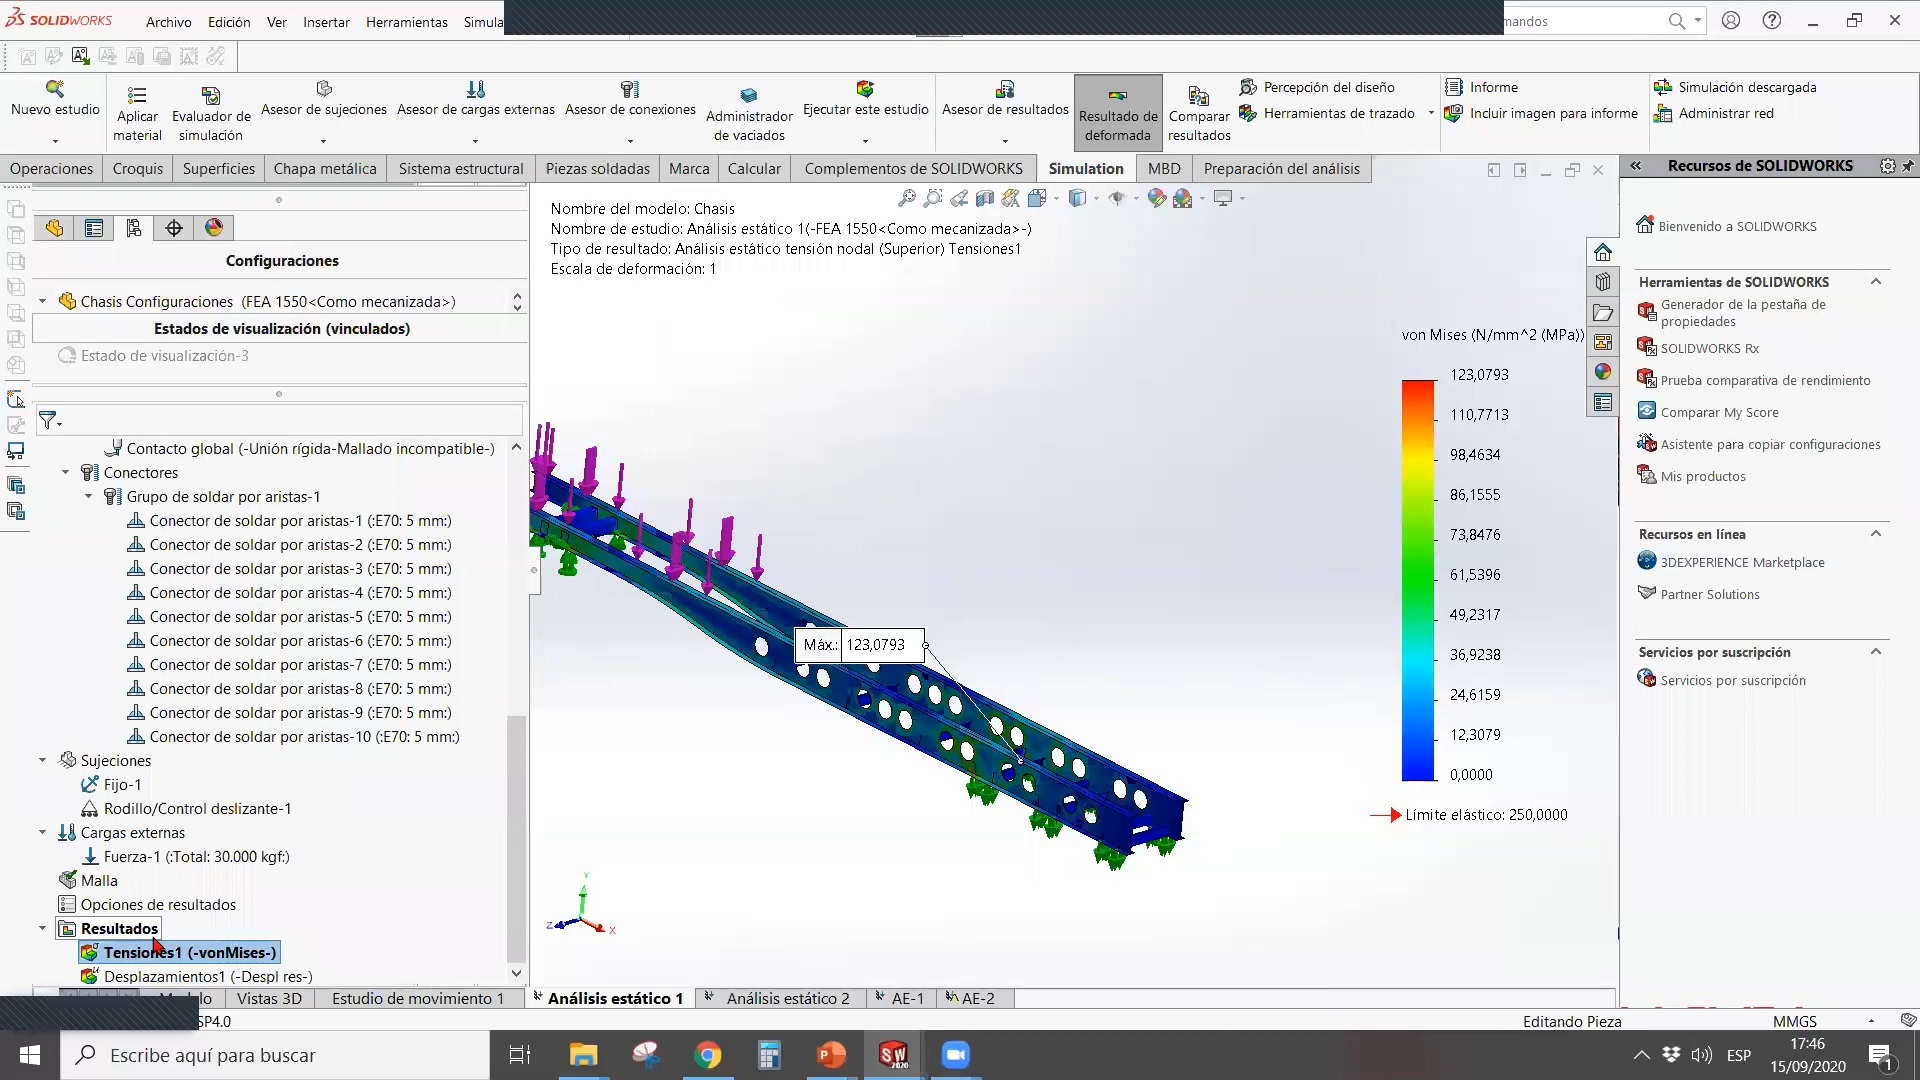 SOLIDWORKS
Archivo Edición Ver Insertar Herramientas Simula
mandos
Nuevo estudio
Aplicar material
Evaluador de simulación
Asesor de sujeciones
Asesor de cargas externas
Asesor de conexiones
Administrador de vaciados
Ejecutar este estudio
Asesor de resultados
Resultado de deformada
Comparar resultados
Percepción del diseño
Herramientas de trazado
Informe
Incluir imagen para informe
Simulación descargada
Administrar red
Operaciones Croquis Superficies Chapa metálica Sistema estructural Piezas soldadas Marca Calcular Complementos de SOLIDWORKS Simulation MBD Preparación del análisis
Configuraciones
Chasis Configuraciones (FEA 1550<Como mecanizada>)
Estados de visualización (vinculados)
Estado de visualización-3
Contacto global (-Unión rígida-Mallado incompatible-)
Conectores
Grupo de soldar por aristas-1
Conector de soldar por aristas-1 (:E70: 5 mm:)
Conector de soldar por aristas-2 (:E70: 5 mm:)
Conector de soldar por aristas-3 (:E70: 5 mm:)
Conector de soldar por aristas-4 (:E70: 5 mm:)
Conector de soldar por aristas-5 (:E70: 5 mm:)
Conector de soldar por aristas-6 (:E70: 5 mm:)
Conector de soldar por aristas-7 (:E70: 5 mm:)
Conector de soldar por aristas-8 (:E70: 5 mm:)
Conector de soldar por aristas-9 (:E70: 5 mm:)
Conector de soldar por aristas-10 (:E70: 5 mm:)
Sujeciones
Fijo-1
Rodillo/Control deslizante-1
Cargas externas
Fuerza-1 (:Total: 30.000 kgf:)
Malla
Opciones de resultados
Resultados
Tensiones1 (-vonMises-)
Desplazamientos1 (-Despl res-)
Nombre del modelo: Chasis
Nombre de estudio: Análisis estático 1(-FEA 1550<Como mecanizada>-)
Tipo de resultado: Análisis estático tensión nodal (Superior) Tensiones1
Escala de deformación: 1
Máx.: 123,0793
Y
Z
X
von Mises (N/mm^2 (MPa))
123,0793
110,7713
98,4634
86,1555
73,8476
61,5396
49,2317
36,9238
24,6159
12,3079
0,0000
Límite elástico: 250,0000
Recursos de SOLIDWORKS
Bienvenido a SOLIDWORKS
Herramientas de SOLIDWORKS
Generador de la pestaña de propiedades
SOLIDWORKS Rx
Prueba comparativa de rendimiento
Comparar My Score
Asistente para copiar configuraciones
Mis productos
Recursos en línea
3DEXPERIENCE Marketplace
Partner Solutions
Servicios por suscripción
Servicios por suscripción
Vistas 3D Estudio de movimiento 1 Análisis estático 1 Análisis estático 2 AE-1 AE-2
SP4.0
Editando Pieza
MMGS
Escribe aquí para buscar
ESP
17:46
15/09/2020
1